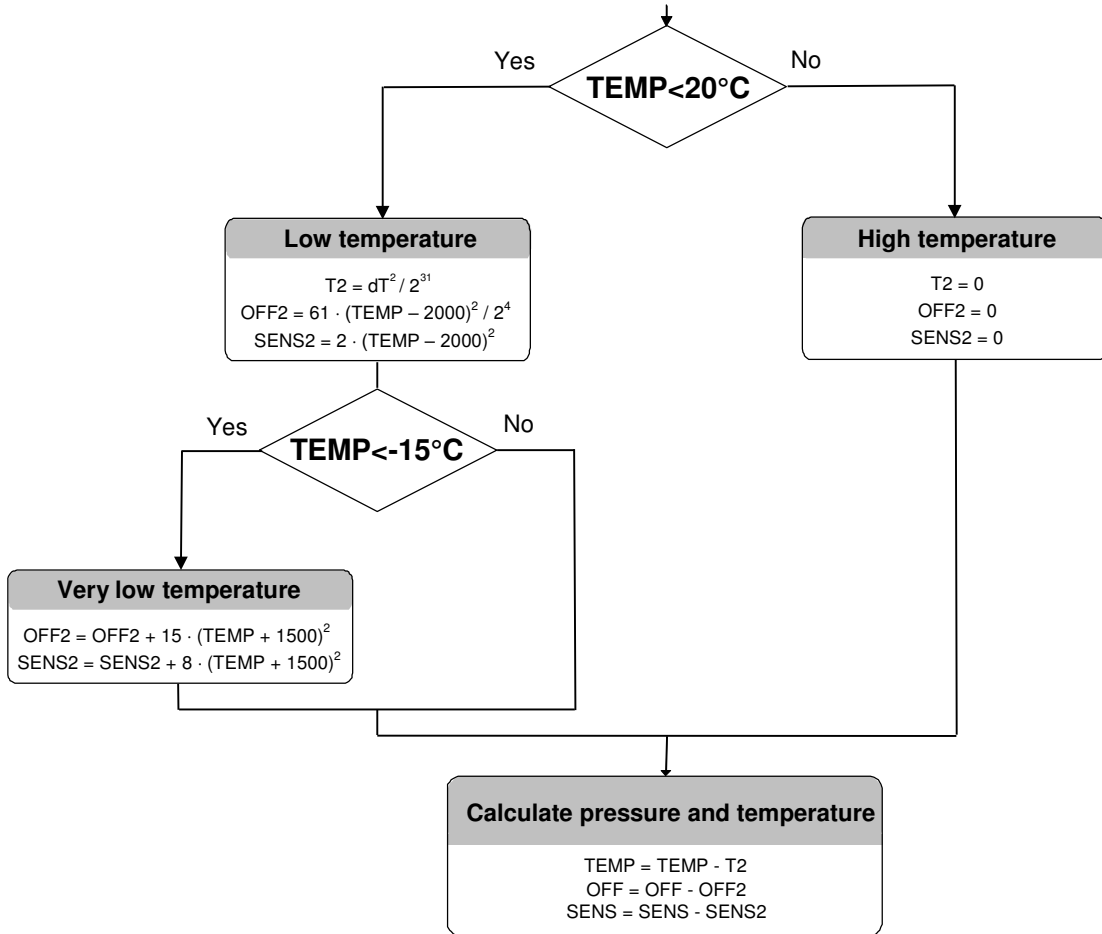 Yes
No
TEMP<20°C
Low temperature
T2 = dT² / 2³¹
OFF2 = 61 · (TEMP – 2000)² / 2⁴
SENS2 = 2 · (TEMP – 2000)²
High temperature
T2 = 0
OFF2 = 0
SENS2 = 0
Yes
No
TEMP<-15°C
Very low temperature
OFF2 = OFF2 + 15 · (TEMP + 1500)²
SENS2 = SENS2 + 8 · (TEMP + 1500)²
Calculate pressure and temperature
TEMP = TEMP - T2
OFF = OFF - OFF2
SENS = SENS - SENS2